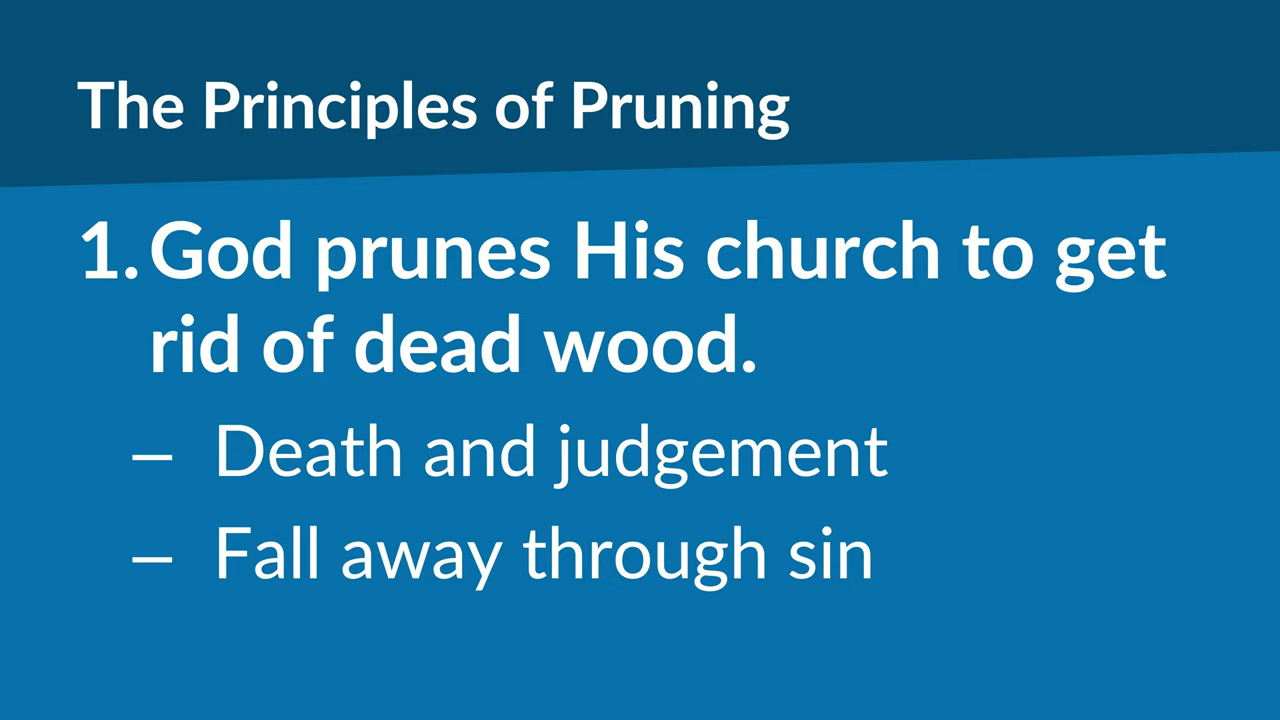 The Principles of Pruning
1. God prunes His church to get
rid of dead wood.
– Death and judgement
– Fall away through sin